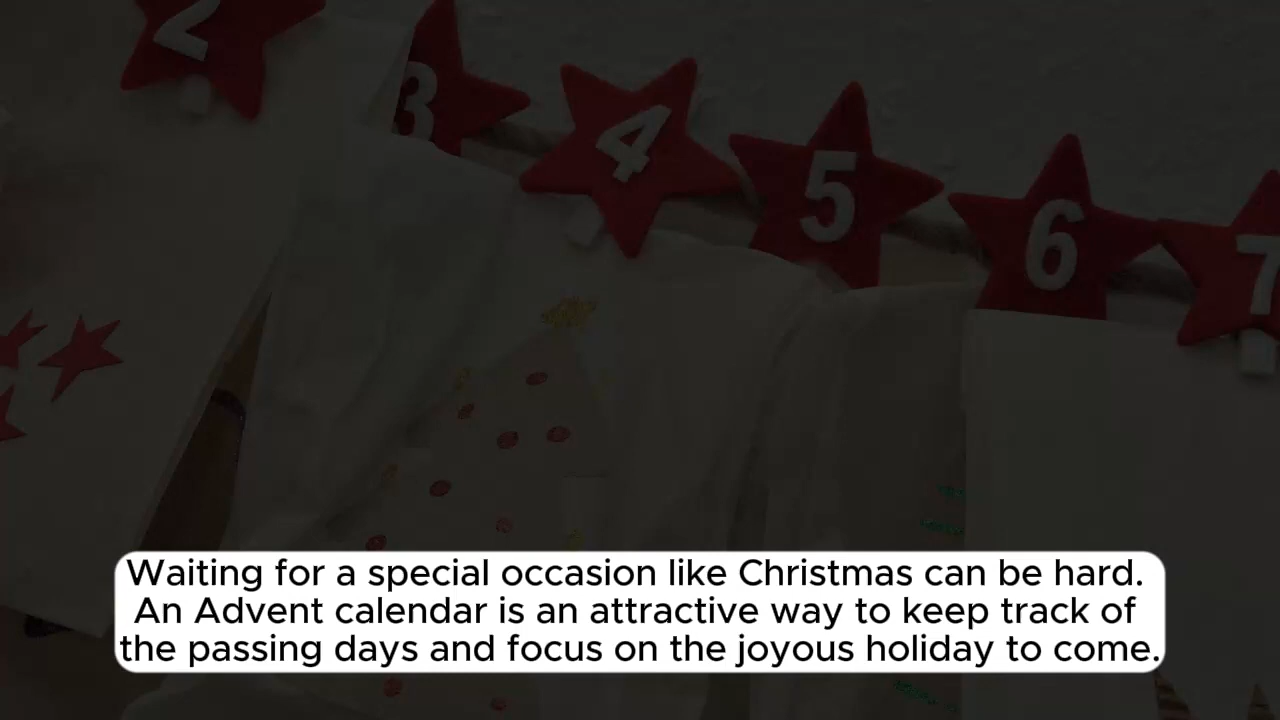 2
3
4
5
6
7
Waiting for a special occasion like Christmas can be hard.
An Advent calendar is an attractive way to keep track of
the passing days and focus on the joyous holiday to come.